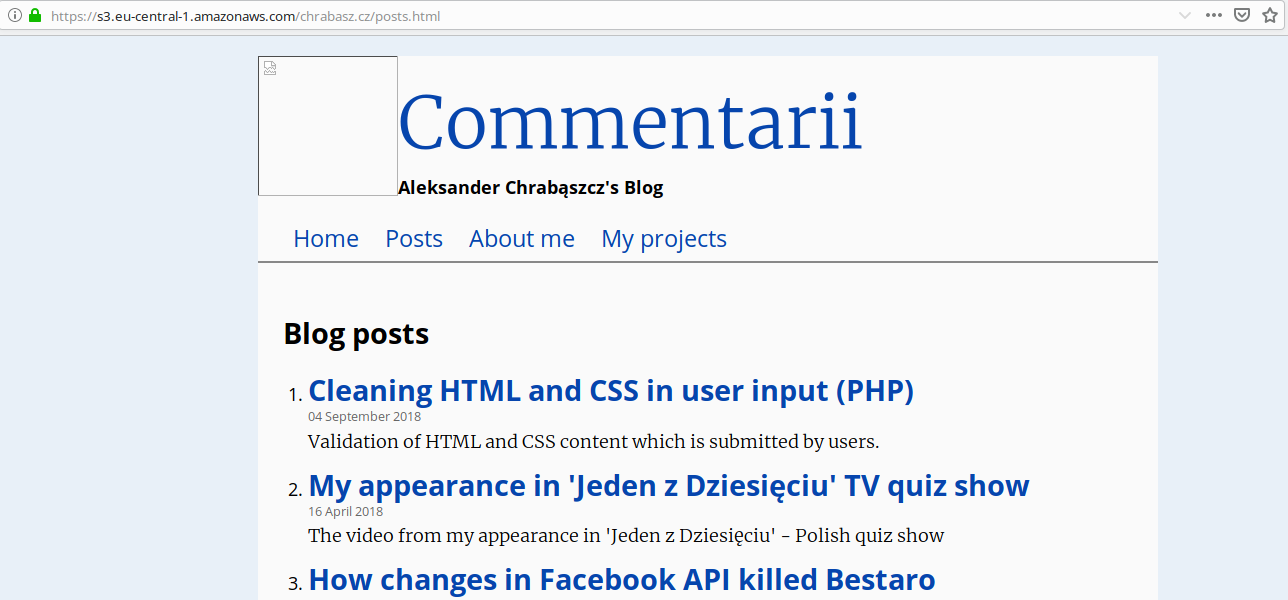 https://s3.eu-central-1.amazonaws.com/chrabasz.cz/posts.html
Commentarii
Aleksander Chrabąszcz's Blog
Home Posts About me My projects
Blog posts
1. Cleaning HTML and CSS in user input (PHP)
04 September 2018
Validation of HTML and CSS content which is submitted by users.
2. My appearance in 'Jeden z Dziesięciu' TV quiz show
16 April 2018
The video from my appearance in 'Jeden z Dziesięciu' - Polish quiz show
3. How changes in Facebook API killed Bestaro